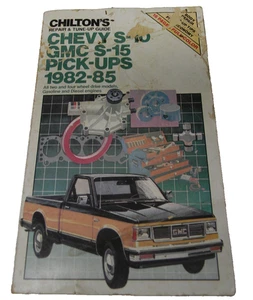 CHILTON'S
REPAIR & TUNE-UP GUIDE
CHEVY S-10
GMC S-15
PICK-UPS
1982-85
All two and four wheel drive models
Gasoline and Diesel engines
GMC